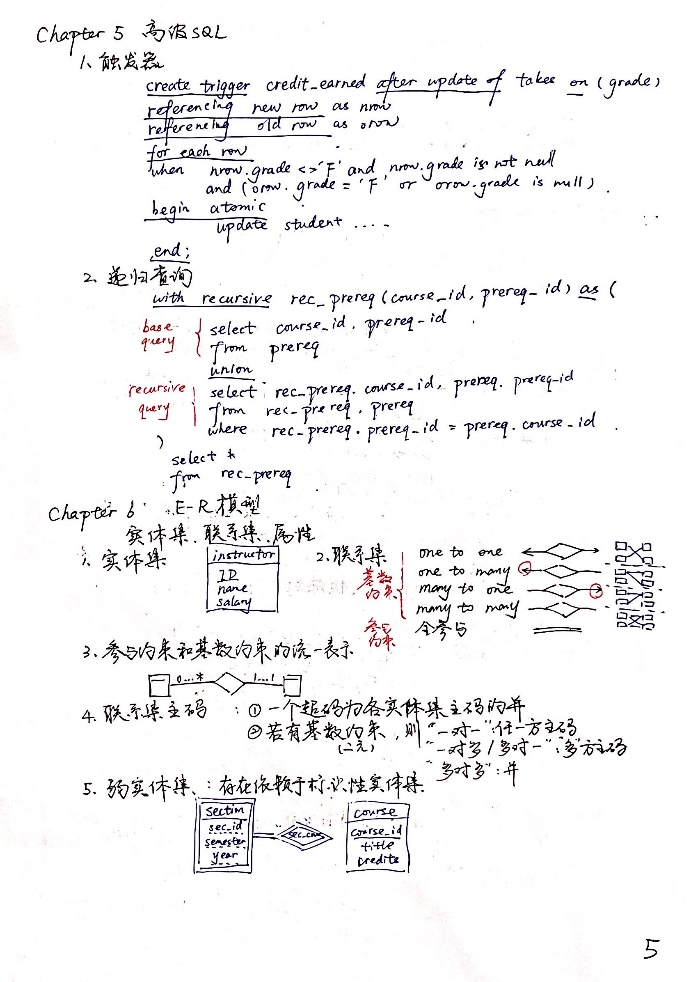 Chapter 5 高级SQL
1、触发器
create trigger credit_earned after update of takes on (grade)
referencing new row as nrow
referencing old row as orow
for each row
when nrow.grade <> 'F' and nrow.grade is not null
and (orow.grade = 'F' or orow.grade is null)
begin atomic
update student ....
end;
2、递归查询
with recursive rec_prereq (course_id, prereq_id) as (
base query
select course_id, prereq_id
from prereq
union
recursive query
select rec_prereq.course_id, prereq.prereq_id
from rec_prereq, prereq
where rec_prereq.prereq_id = prereq.course_id
)
select *
from rec_prereq
Chapter 6 E-R模型
实体集、联系集、属性
1、实体集
instructor
ID
name
salary
2、联系集
基数约束
one to one
one to many
many to one
many to many
参与约束
全参与
3、参与约束和基数约束的统一表示
0...* 1...1
4、联系集主码 : ① 一个超码为各实体集主码的并
② 若有基数约束, 则 "一对一":任一方主码
(二元)
"一对多/多对一":"多"方主码
"多对多":并
5、弱实体集 : 存在依赖于标识性实体集
section
sec_id
semester
year
sec_course
course
course_id
title
credits
5